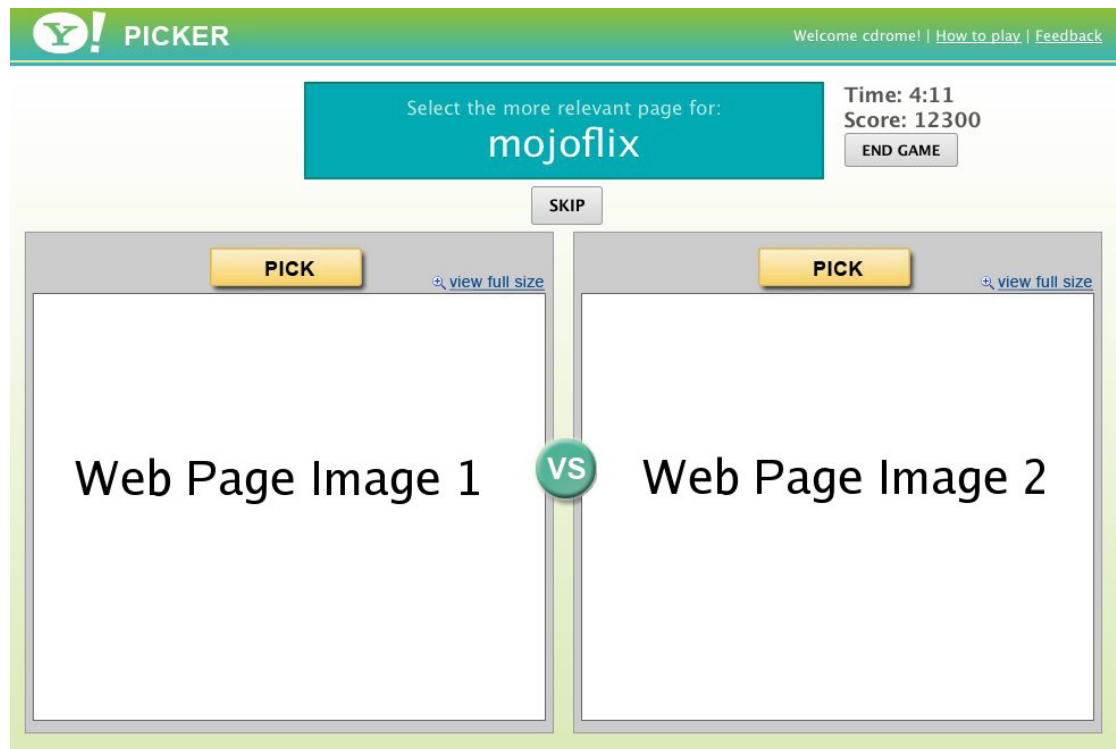 Y! PICKER
Welcome cdrome! | How to play | Feedback
Select the more relevant page for:
mojoflix
Time: 4:11
Score: 12300
END GAME
SKIP
PICK
view full size
PICK
view full size
Web Page Image 1
VS
Web Page Image 2